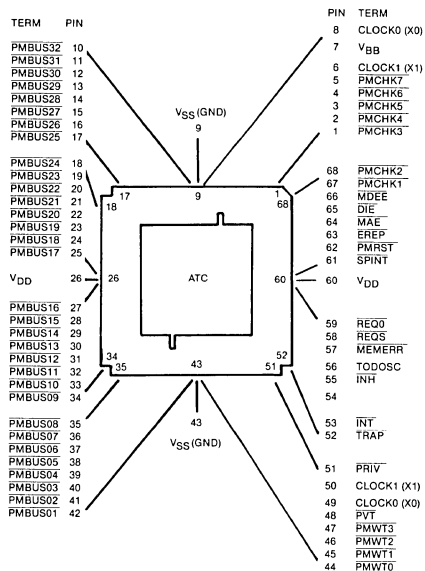 TERM PIN
PMBUS32 10
PMBUS31 11
PMBUS30 12
PMBUS29 13
PMBUS28 14
PMBUS27 15
PMBUS26 16
PMBUS25 17
PMBUS24 18
PMBUS23 19
PMBUS22 20
PMBUS21 21
PMBUS20 22
PMBUS19 23
PMBUS18 24
PMBUS17 25
VDD 26
PMBUS16 27
PMBUS15 28
PMBUS14 29
PMBUS13 30
PMBUS12 31
PMBUS11 32
PMBUS10 33
PMBUS09 34
PMBUS08 35
PMBUS07 36
PMBUS06 37
PMBUS05 38
PMBUS04 39
PMBUS03 40
PMBUS02 41
PMBUS01 42
VSS (GND)
9
17 9 1
18 68
26 ATC 60
34 52
35 43 51
43
VSS (GND)
PIN TERM
8 CLOCK0 (X0)
7 VBB
6 CLOCK1 (X1)
5 PMCHK7
4 PMCHK6
3 PMCHK5
2 PMCHK4
1 PMCHK3
68 PMCHK2
67 PMCHK1
66 MDEE
65 DIE
64 MAE
63 EREP
62 PMRST
61 SPINT
60 VDD
59 REQ0
58 REQS
57 MEMERR
56 TODOSC
55 INH
54
53 INT
52 TRAP
51 PRIV
50 CLOCK1 (X1)
49 CLOCK0 (X0)
48 PVT
47 PMWT3
46 PMWT2
45 PMWT1
44 PMWT0